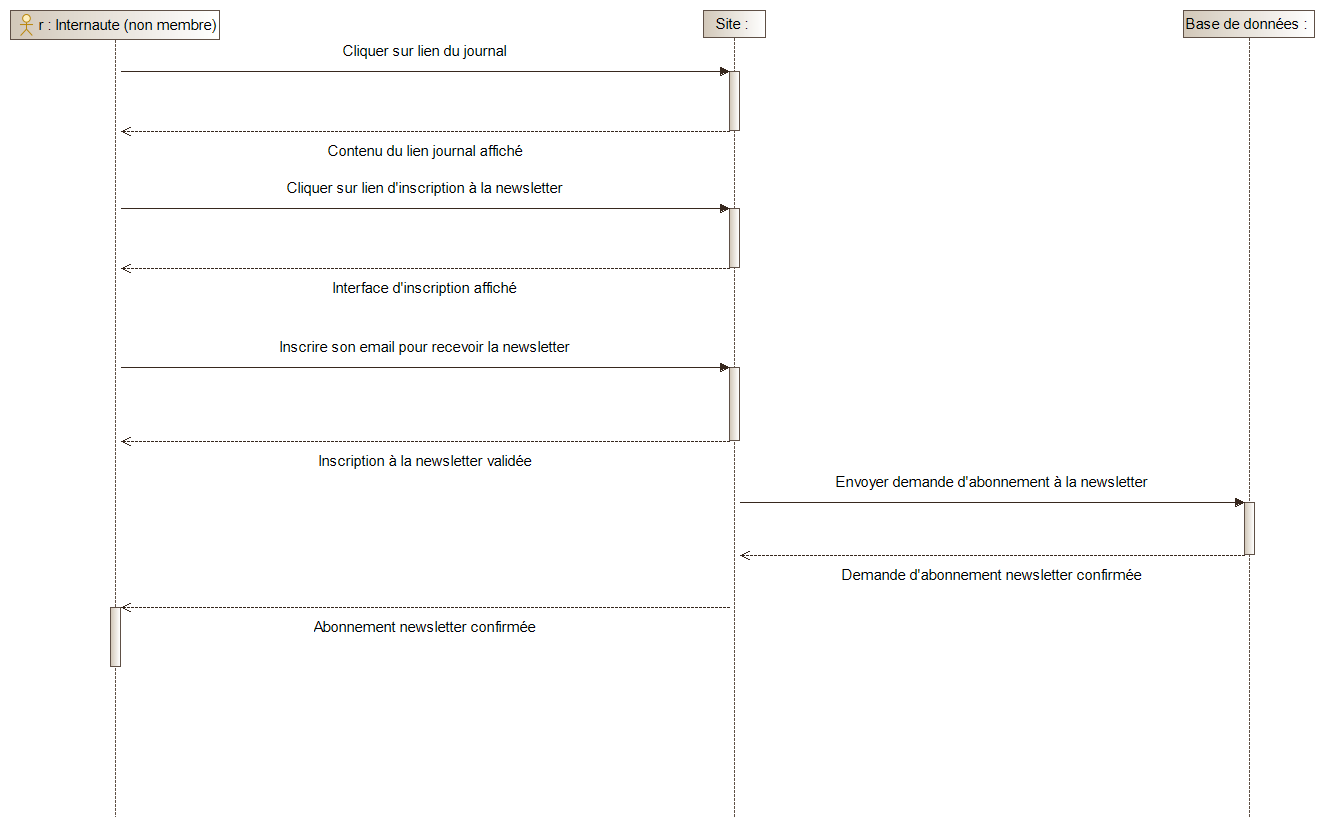 r : Internaute (non membre)
Site :
Base de données :
Cliquer sur lien du journal
Contenu du lien journal affiché
Cliquer sur lien d'inscription à la newsletter
Interface d'inscription affiché
Inscrire son email pour recevoir la newsletter
Inscription à la newsletter validée
Envoyer demande d'abonnement à la newsletter
Demande d'abonnement newsletter confirmée
Abonnement newsletter confirmée